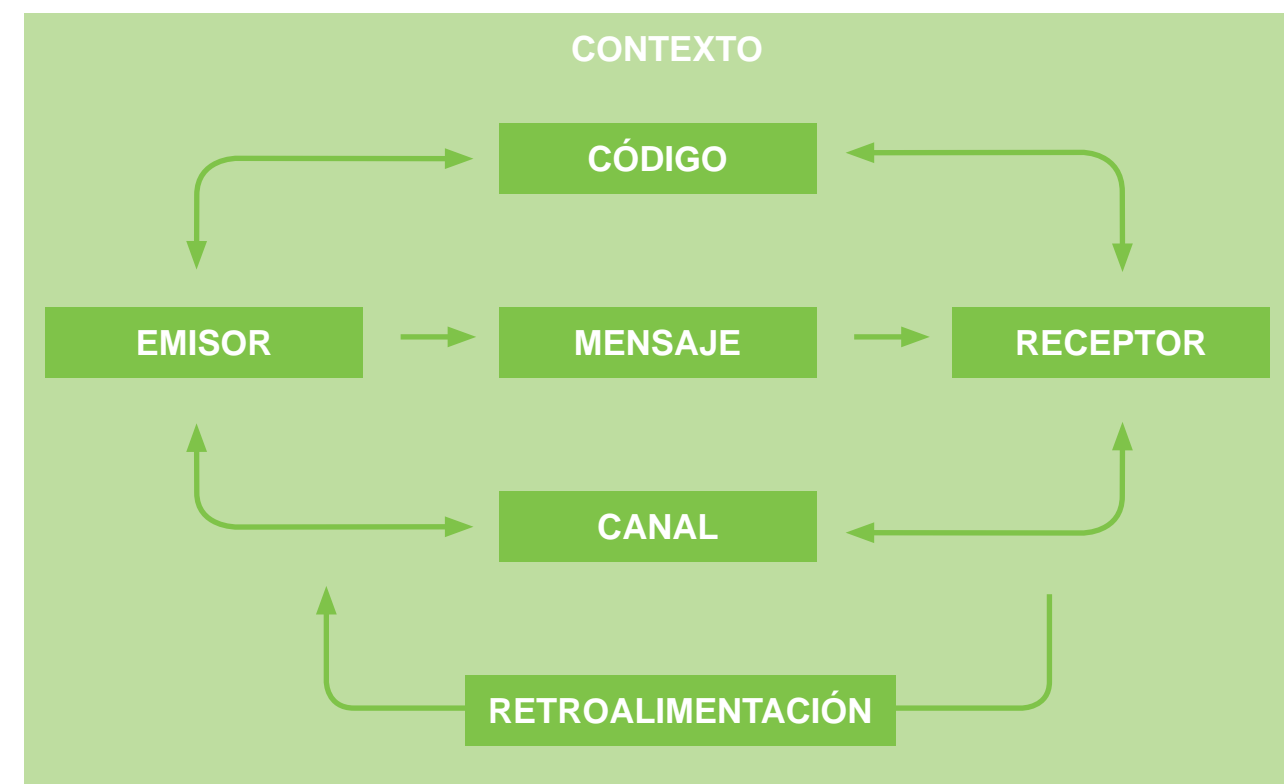 CONTEXTO
CÓDIGO
EMISOR
MENSAJE
RECEPTOR
CANAL
RETROALIMENTACIÓN